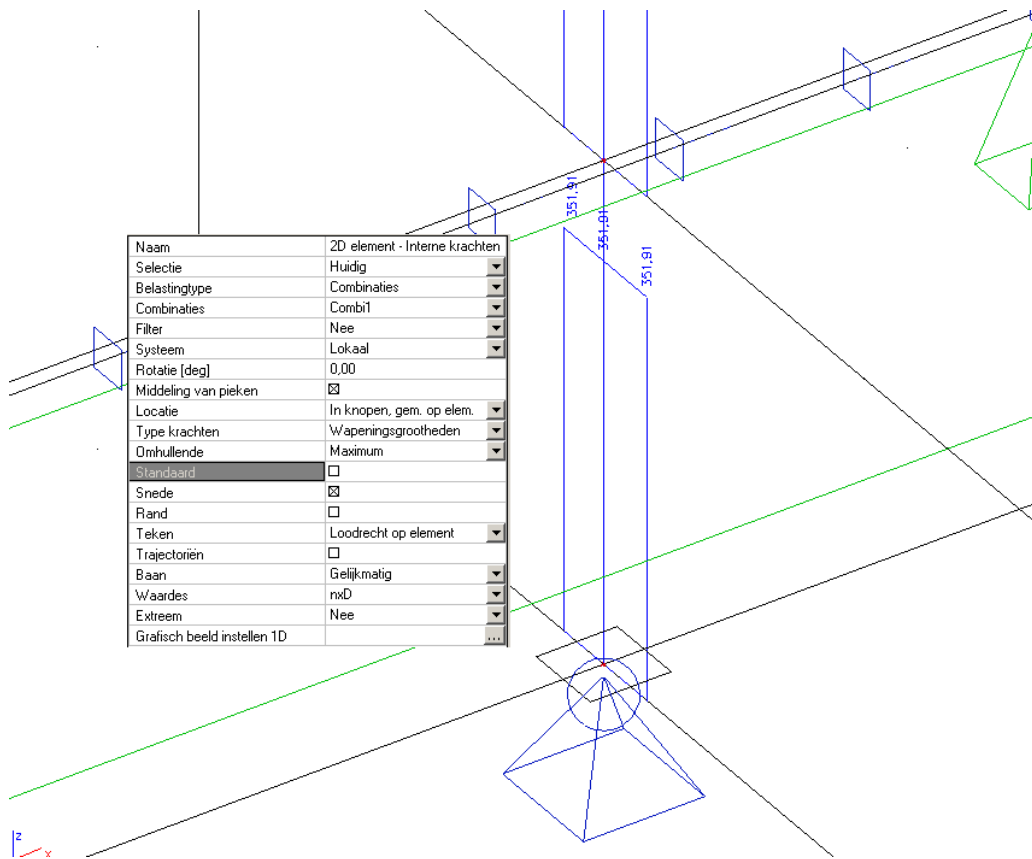 351,91
351,91
351,91
Naam 2D element - Interne krachten
Selectie Huidig
Belastingtype Combinaties
Combinaties Combi1
Filter Nee
Systeem Lokaal
Rotatie [deg] 0,00
Middeling van pieken
Locatie In knopen, gem. op elem.
Type krachten Wapeningsgrootheden
Omhullende Maximum
Standaard
Snede
Rand
Teken Loodrecht op element
Trajectoriën
Baan Gelijkmatig
Waardes nxD
Extreem Nee
Grafisch beeld instellen 1D ...
z
x